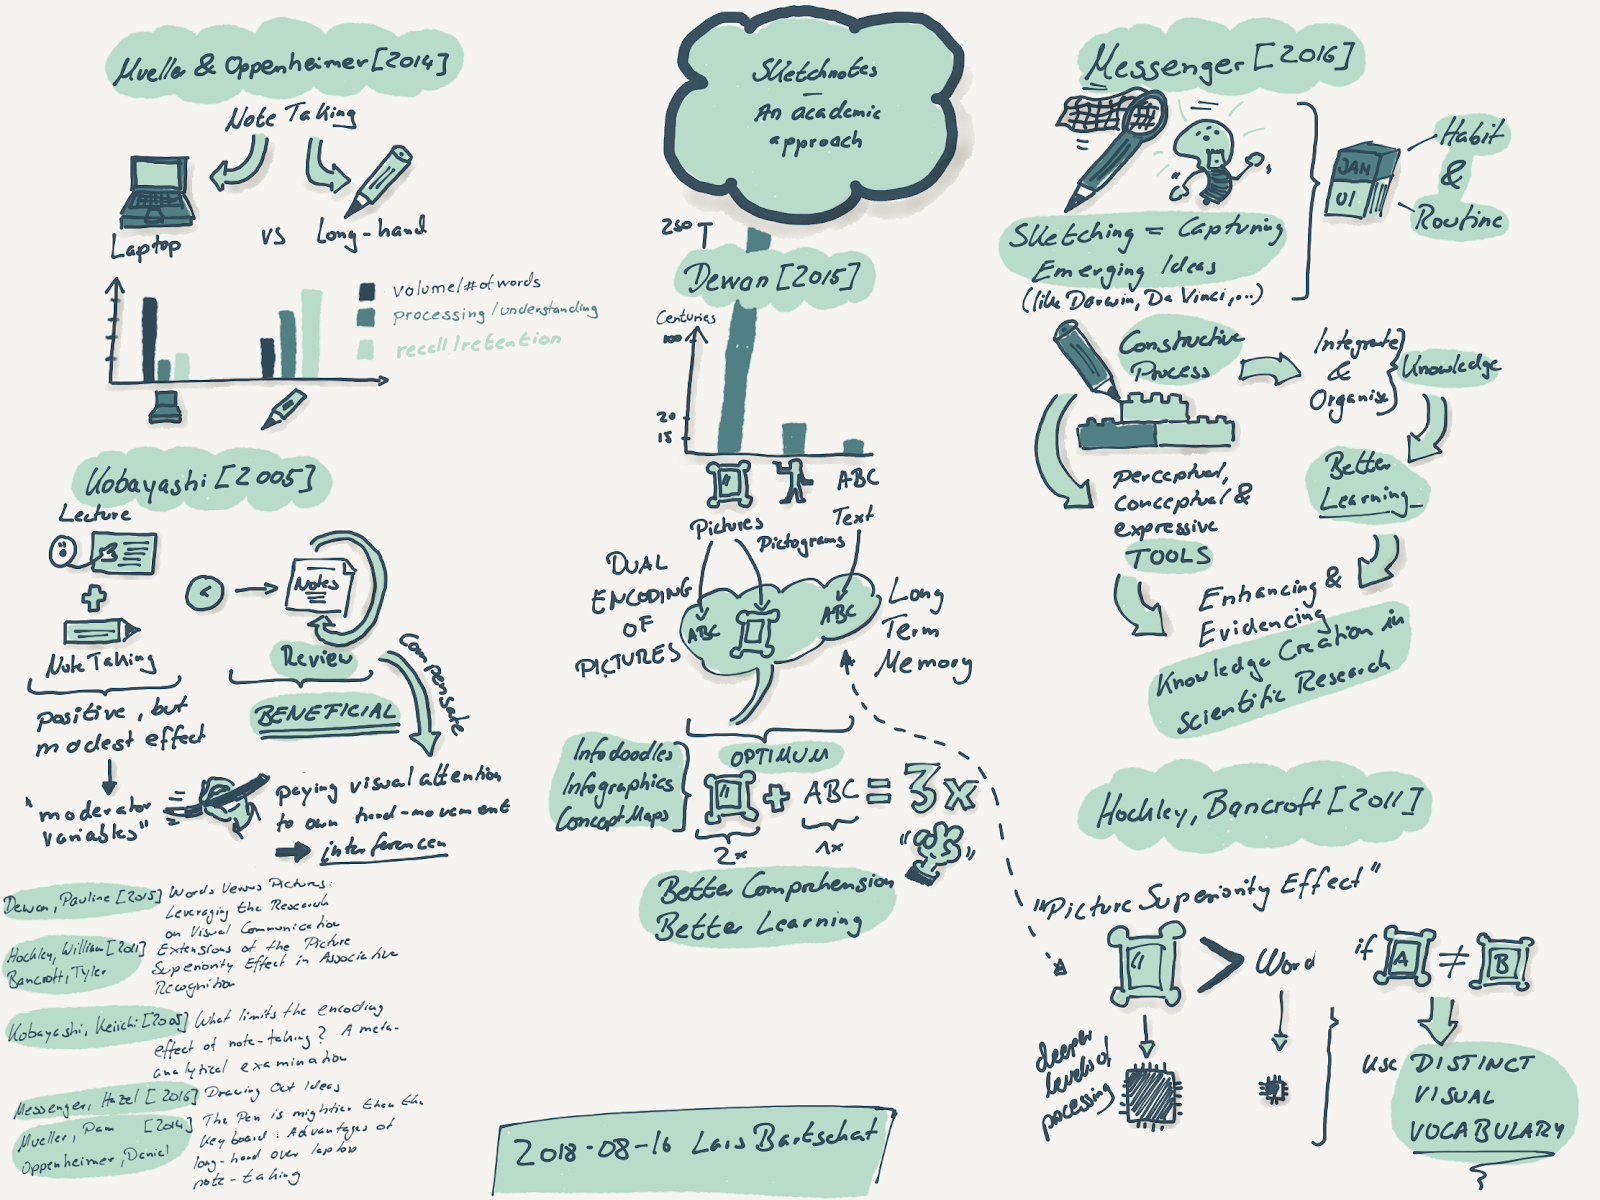 Sketchnotes
—
An academic
approach
Mueller & Oppenheimer [2014]
Note Taking
Laptop
vs
Long-hand
volume/# of words
processing/understanding
recall/retention
Kobayashi [2005]
Lecture
Note Taking
positive, but
modest effect
"moderator
variables"
Notes
Review
BENEFICIAL
Compensate
paying visual attention
to own hand-movement
interferences
Dewan, Pauline [2015] Words Versus Pictures:
Leveraging the Research
on Visual Communication
Hockley, William [2011] Extensions of the Picture
Bancroft, Tyler Superiority Effect in Associative
Recognition
Kobayashi, Keiichi [2005] What limits the encoding
effect of note-taking? A meta-
analytical examination
Messenger, Hazel [2016] Drawing Out Ideas
Mueller, Pam [2014] The Pen is mightier than the
Oppenheimer, Daniel Keyboard: Advantages of
long-hand over laptop
note-taking
250
Dewan [2015]
Centuries
100
20
15
ABC
Pictures
Pictograms
Text
DUAL
ENCODING
OF
PICTURES
ABC
ABC
Long
Term
Memory
Infodoodles
Infographics
Concept Maps
OPTIMUM
+ ABC = 3x
2x
1x
Better Comprehension
Better Learning
2018-08-16 Lars Bartschat
Messenger [2016]
JAN
01
Habit
&
Routine
Sketching = Capturing
Emerging Ideas
(like Darwin, Da Vinci,...)
Constructive
Process
Integrate
&
Organise
Knowledge
Better
Learning
perceptual,
conceptual &
expressive
TOOLS
Enhancing &
Evidencing
Knowledge Creation in
Scientific Research
Hockley, Bancroft [2011]
"Picture Superiority Effect"
> Word
if A ≠ B
deeper
levels of
processing
use DISTINCT
VISUAL
VOCABULARY